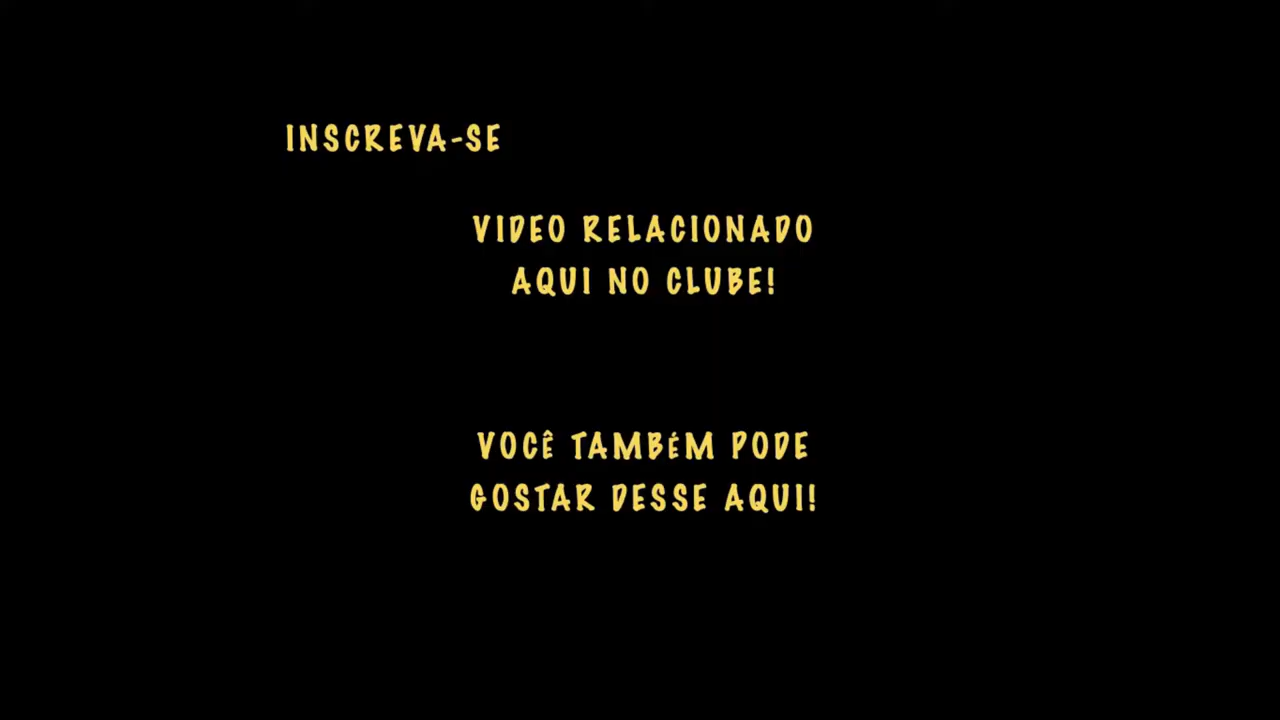 INSCREVA-SE
VIDEO RELACIONADO
AQUI NO CLUBE!
VOCÊ TAMBÉM PODE
GOSTAR DESSE AQUI!